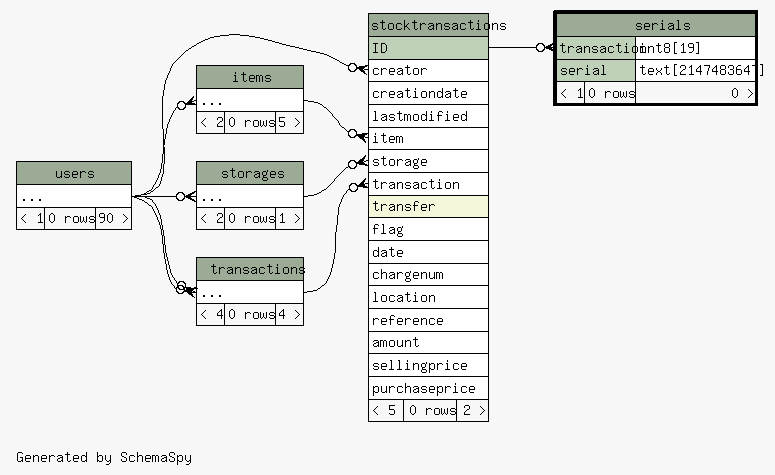 stocktransactions
ID
creator
creationdate
lastmodified
item
storage
transaction
transfer
flag
date
chargenum
location
reference
amount
sellingprice
purchaseprice
< 5 0 rows 2 >
serials
transaction int8[19]
serial text[2147483647]
< 1 0 rows 0 >
items
...
< 2 0 rows 5 >
storages
...
< 2 0 rows 1 >
transactions
...
< 4 0 rows 4 >
users
...
< 1 0 rows 90 >
Generated by SchemaSpy